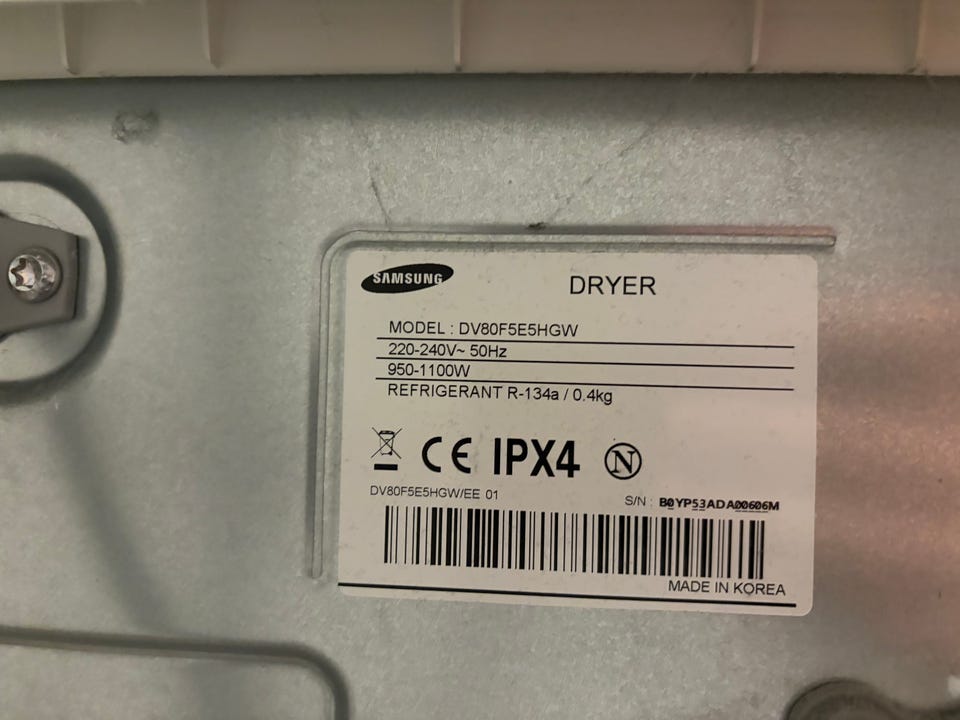 SAMSUNG
DRYER
MODEL : DV80F5E5HGW
220-240V~ 50Hz
950-1100W
REFRIGERANT R-134a / 0.4kg
CE IPX4 N
DV80F5E5HGW/EE 01
S/N : B0YP53ADA00606M
MADE IN KOREA